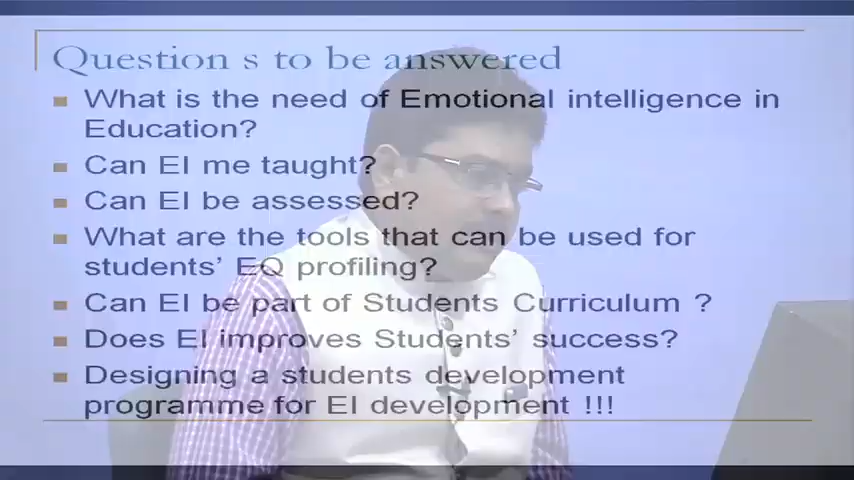 Question s to be answered
What is the need of Emotional intelligence in
Education?
Can EI me taught?
Can EI be assessed?
What are the tools that can be used for
students' EQ profiling?
Can EI be part of Students Curriculum ?
Does EI improves Students' success?
Designing a students development
programme for EI development !!!